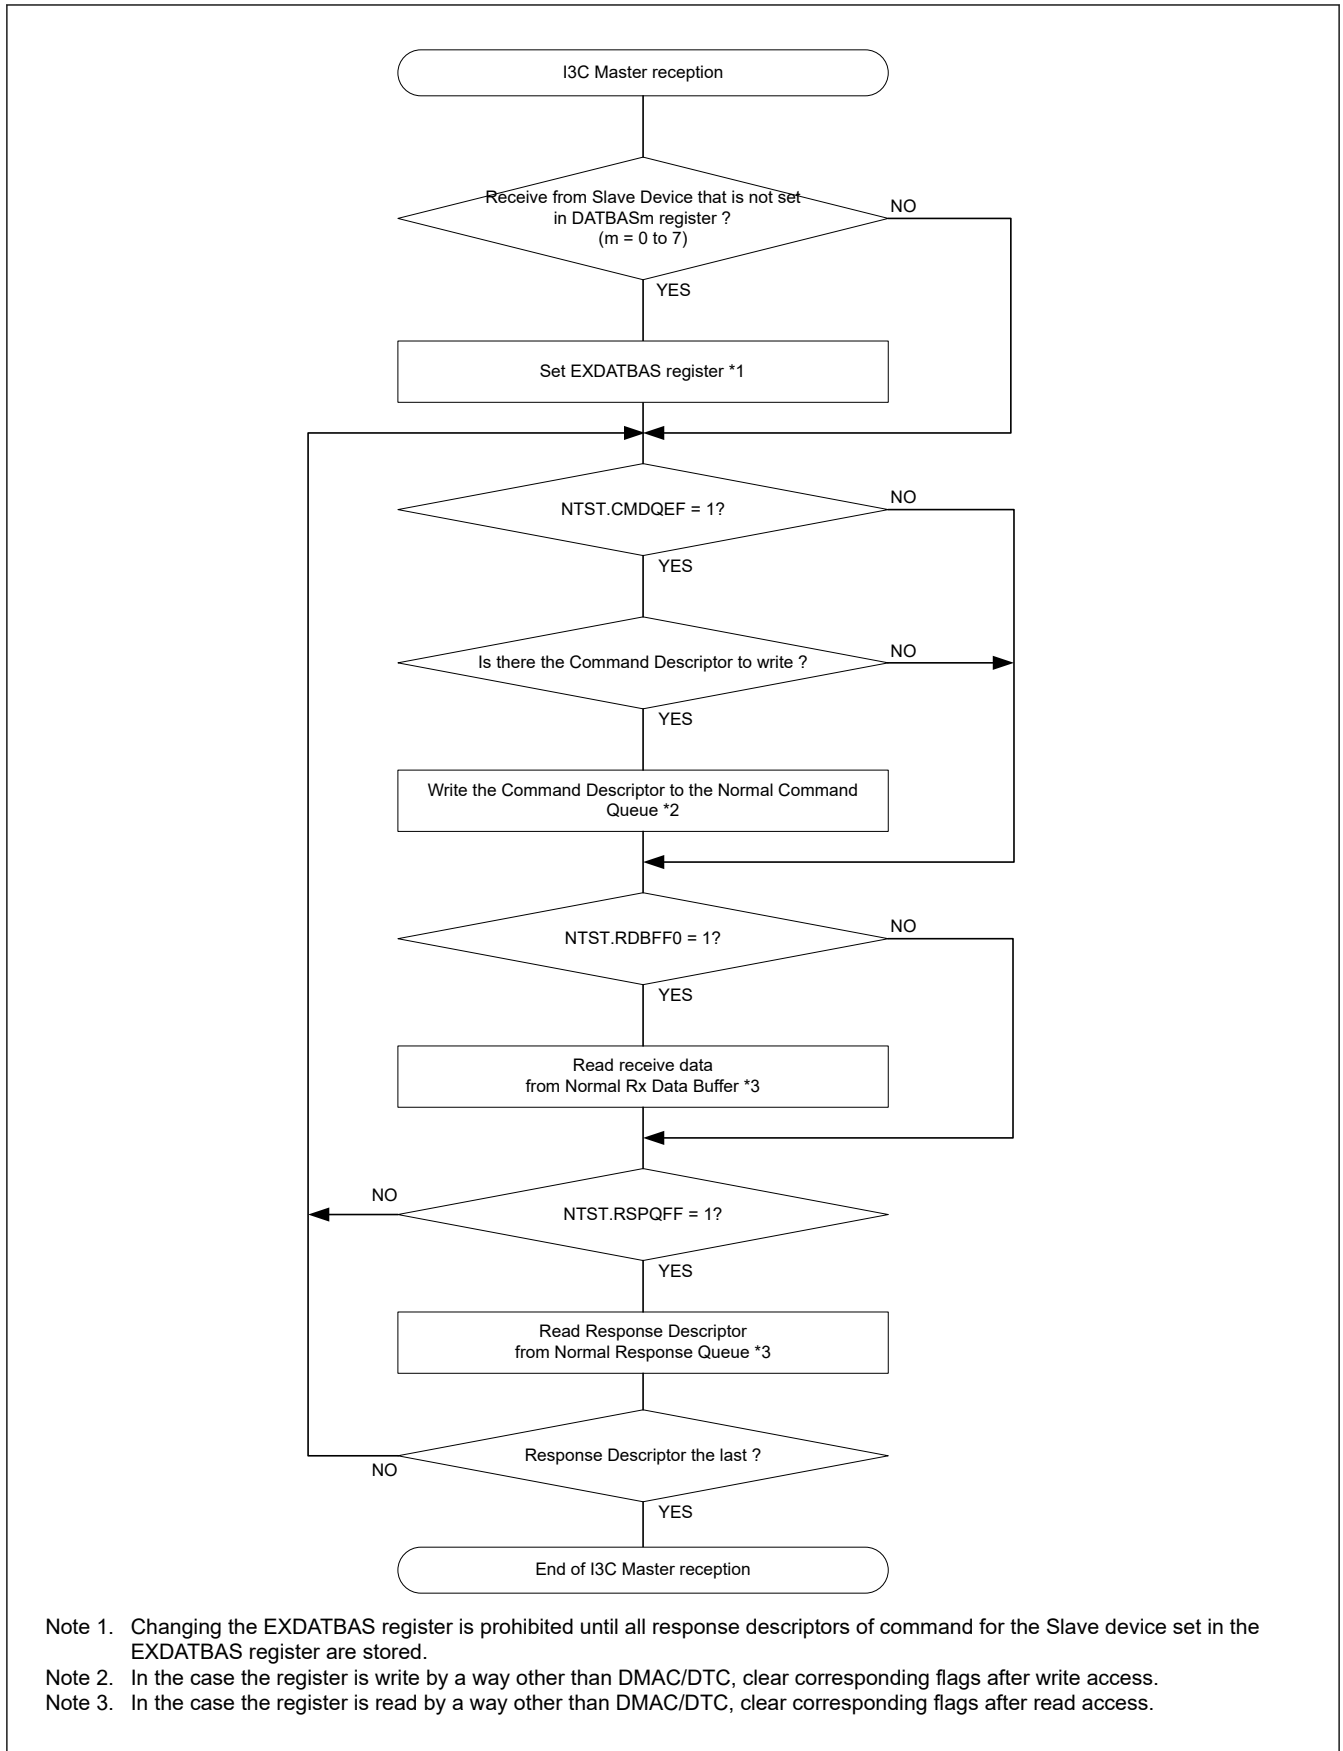 I3C Master reception
Receive from Slave Device that is not set
in DATBASm register ?
(m = 0 to 7)
NO
YES
Set EXDATBAS register *1
NTST.CMDQEF = 1?
NO
YES
Is there the Command Descriptor to write ?
NO
YES
Write the Command Descriptor to the Normal Command
Queue *2
NTST.RDBFF0 = 1?
NO
YES
Read receive data
from Normal Rx Data Buffer *3
NO
NTST.RSPQFF = 1?
YES
Read Response Descriptor
from Normal Response Queue *3
Response Descriptor the last ?
NO
YES
End of I3C Master reception
Note 1. Changing the EXDATBAS register is prohibited until all response descriptors of command for the Slave device set in the
EXDATBAS register are stored.
Note 2. In the case the register is write by a way other than DMAC/DTC, clear corresponding flags after write access.
Note 3. In the case the register is read by a way other than DMAC/DTC, clear corresponding flags after read access.